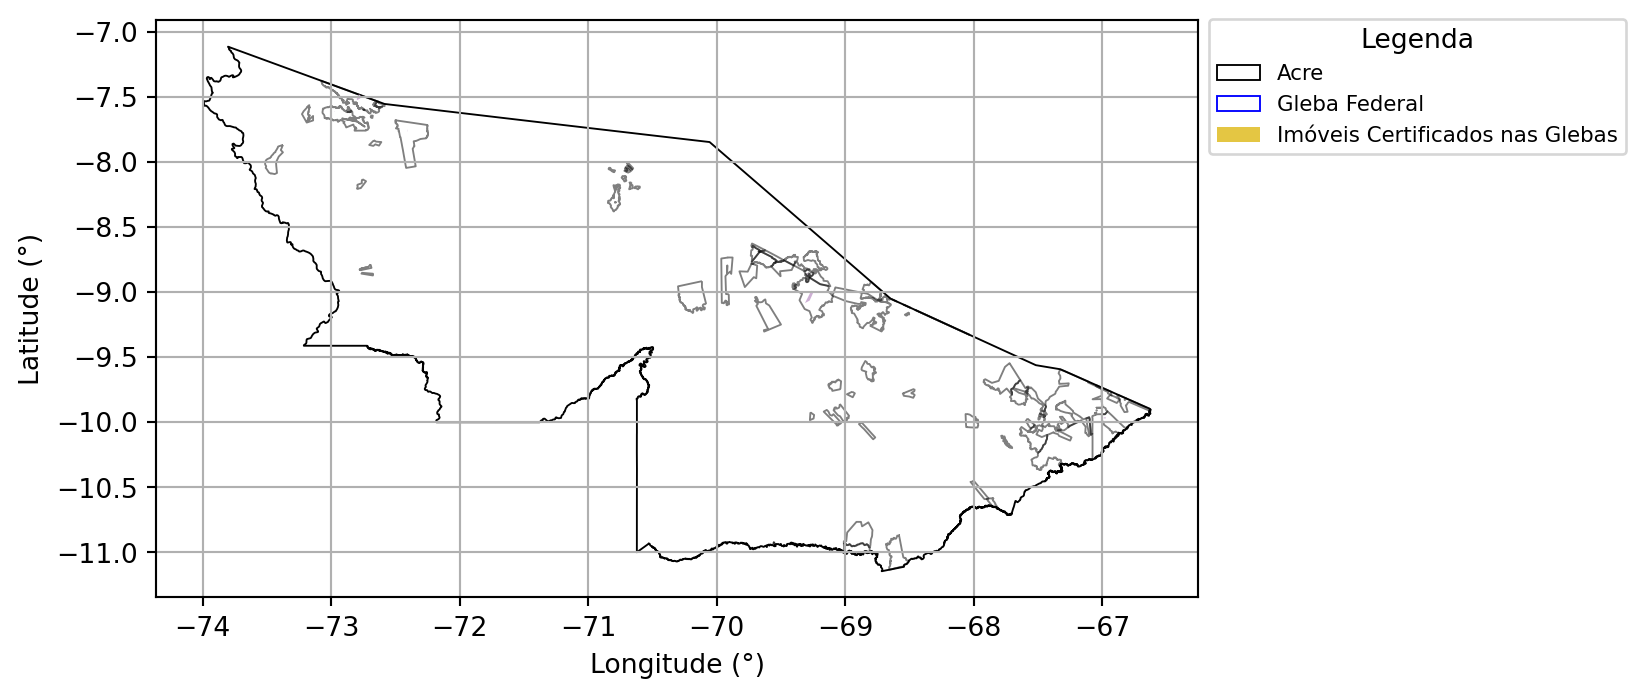 Legenda
Acre
Gleba Federal
Imóveis Certificados nas Glebas
Latitude (°)
−7.0
−7.5
−8.0
−8.5
−9.0
−9.5
−10.0
−10.5
−11.0
−74 −73 −72 −71 −70 −69 −68 −67
Longitude (°)